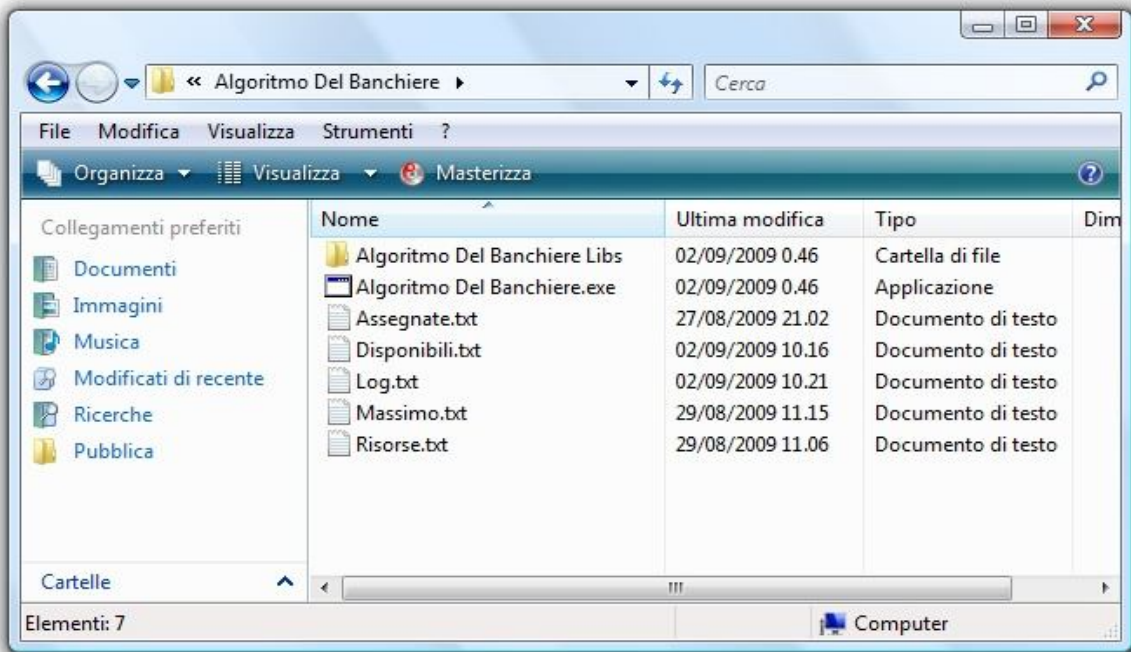 « Algoritmo Del Banchiere
Cerca
File Modifica Visualizza Strumenti ?
Organizza Visualizza Masterizza ?
Collegamenti preferiti
Documenti
Immagini
Musica
Modificati di recente
Ricerche
Pubblica
Cartelle
Nome Ultima modifica Tipo Dim
Algoritmo Del Banchiere Libs 02/09/2009 0.46 Cartella di file
Algoritmo Del Banchiere.exe 02/09/2009 0.46 Applicazione
Assegnate.txt 27/08/2009 21.02 Documento di testo
Disponibili.txt 02/09/2009 10.16 Documento di testo
Log.txt 02/09/2009 10.21 Documento di testo
Massimo.txt 29/08/2009 11.15 Documento di testo
Risorse.txt 29/08/2009 11.06 Documento di testo
Elementi: 7 Computer